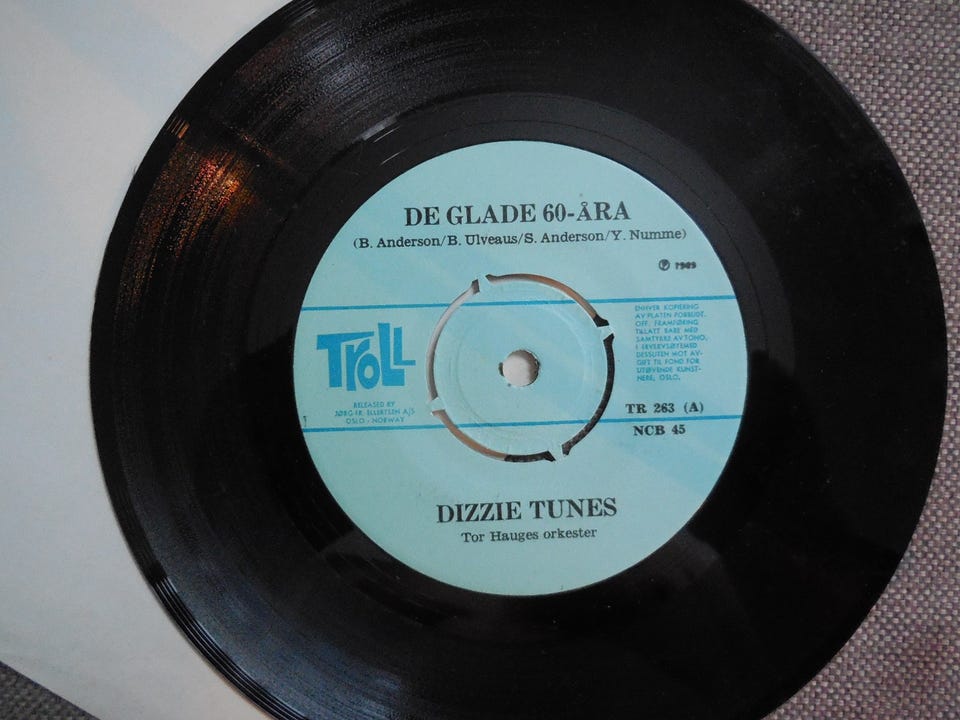 DE GLADE 60-ÅRA
(B. Anderson/B. Ulveaus/S. Anderson/Y. Numme)
Ⓟ 1969
TROLL
RELEASED BY
JØRG-FR. ELLERTSEN A/S
OSLO - NORWAY
ENHVER KOPIERING
AV PLATEN FORBUDT.
OFF. FRAMFØRING
TILLATT BARE MED
SAMTYKKE AV TONO.
I ERVERVSØYEMED
DESSUTEN MOT AV-
GIFT TIL FOND FOR
UTØVENDE KUNST-
NERE, OSLO.
TR 263 (A)
NCB 45
DIZZIE TUNES
Tor Hauges orkester